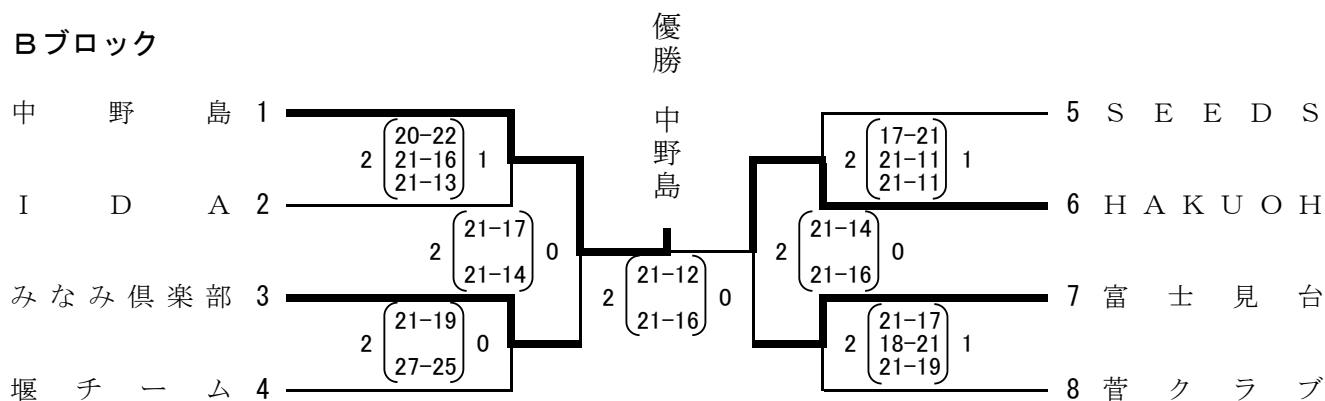 Bブロック
優勝 中野島
中野島 1
20-22
2 21-16 1
21-13
IDA 2
21-17
2 0
21-14
みなみ倶楽部 3
21-19
2 0
27-25
堰チーム 4
21-12
2 0
21-16
5 SEEDS
17-21
2 21-11 1
21-11
6 HAKUOH
21-14
2 0
21-16
7 富士見台
21-17
2 18-21 1
21-19
8 菅クラブ